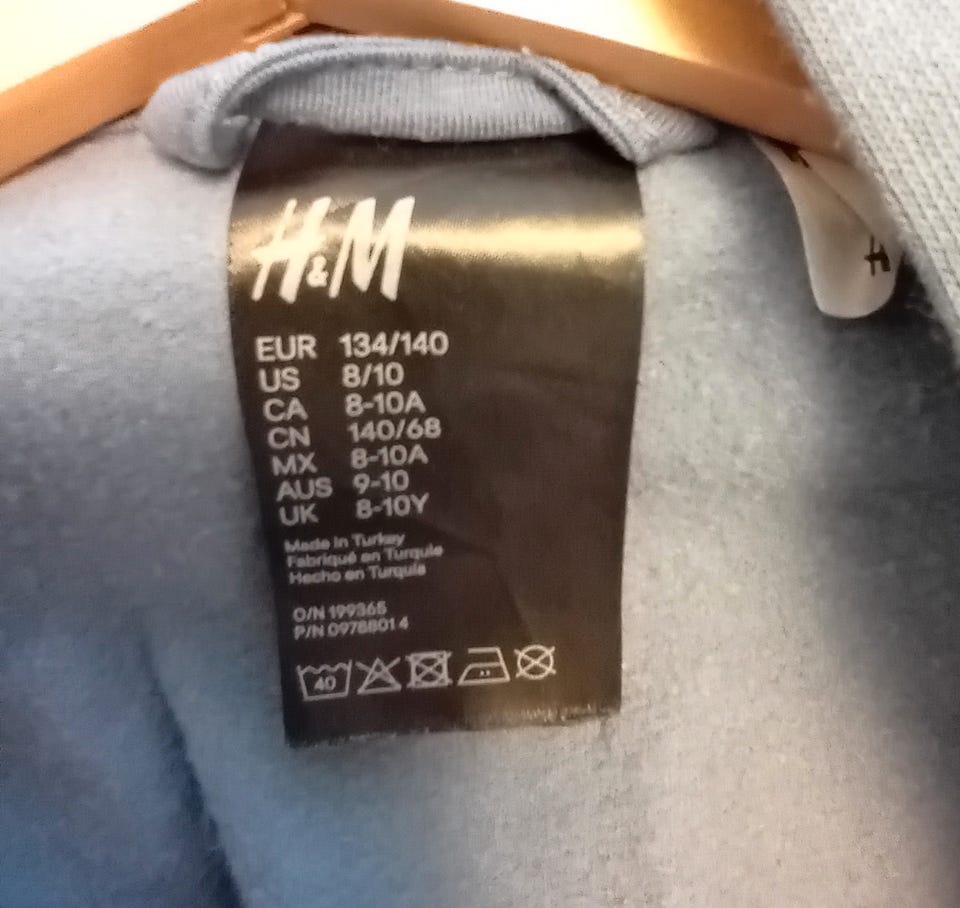 H&M
EUR 134/140
US 8/10
CA 8-10A
CN 140/68
MX 8-10A
AUS 9-10
UK 8-10Y
Made in Turkey
Fabriqué en Turquie
Hecho en Turquía
O/N 199365
P/N 0978801 4
40
H